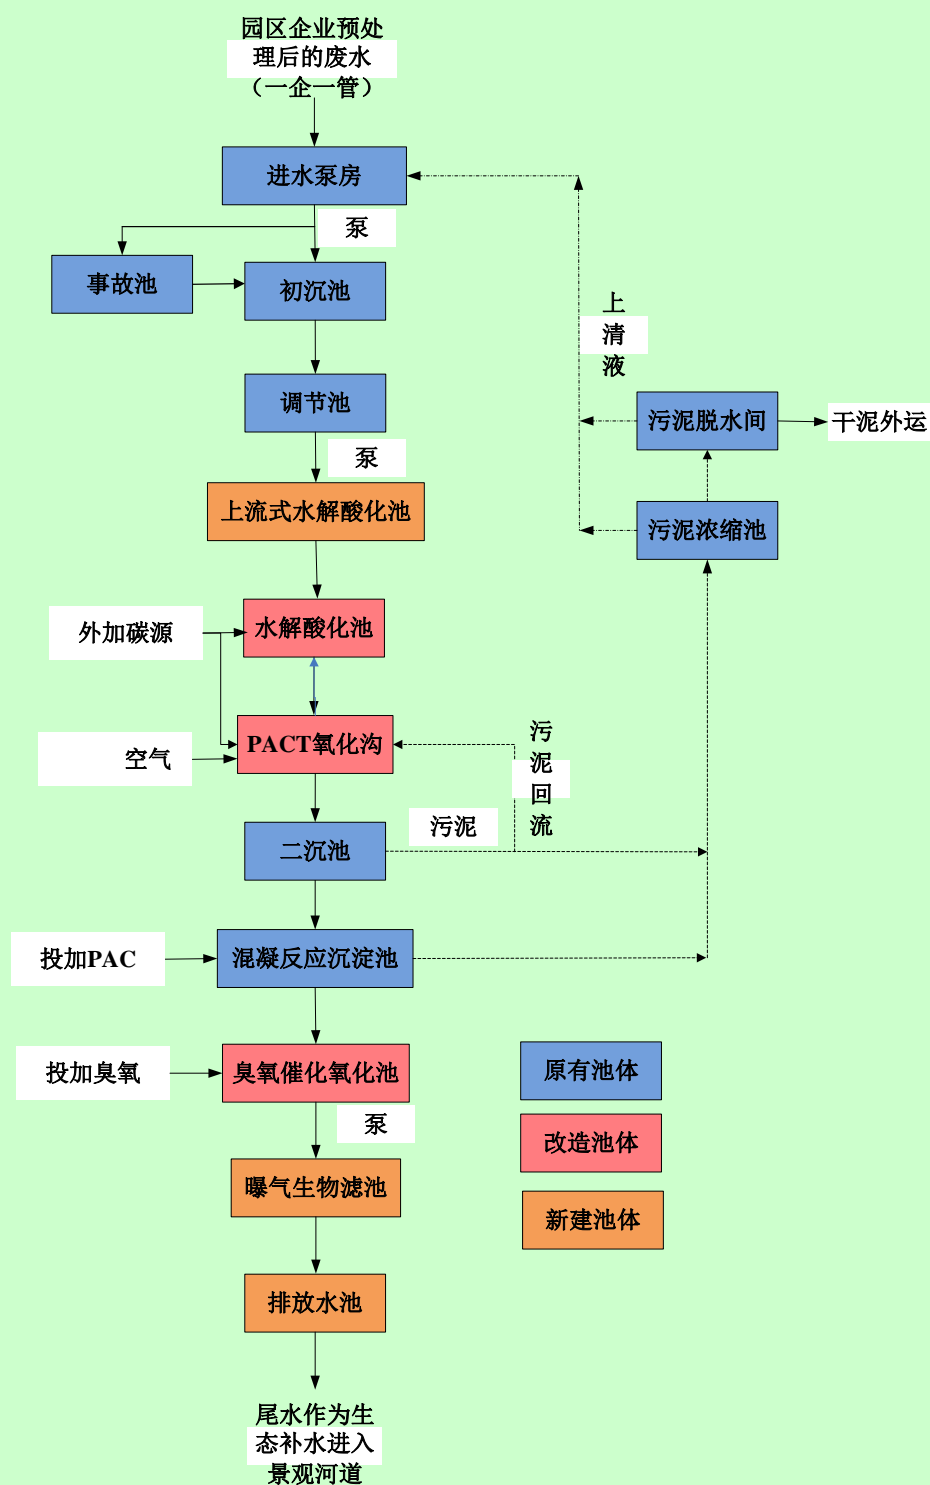 园区企业预处
理后的废水
（一企一管）
进水泵房
泵
事故池
初沉池
上
清
液
调节池
污泥脱水间
干泥外运
泵
上流式水解酸化池
污泥浓缩池
外加碳源
水解酸化池
PACT氧化沟
空气
污
泥
回
流
污泥
二沉池
投加PAC
混凝反应沉淀池
投加臭氧
臭氧催化氧化池
原有池体
泵
改造池体
曝气生物滤池
新建池体
排放水池
尾水作为生
态补水进入
景观河道